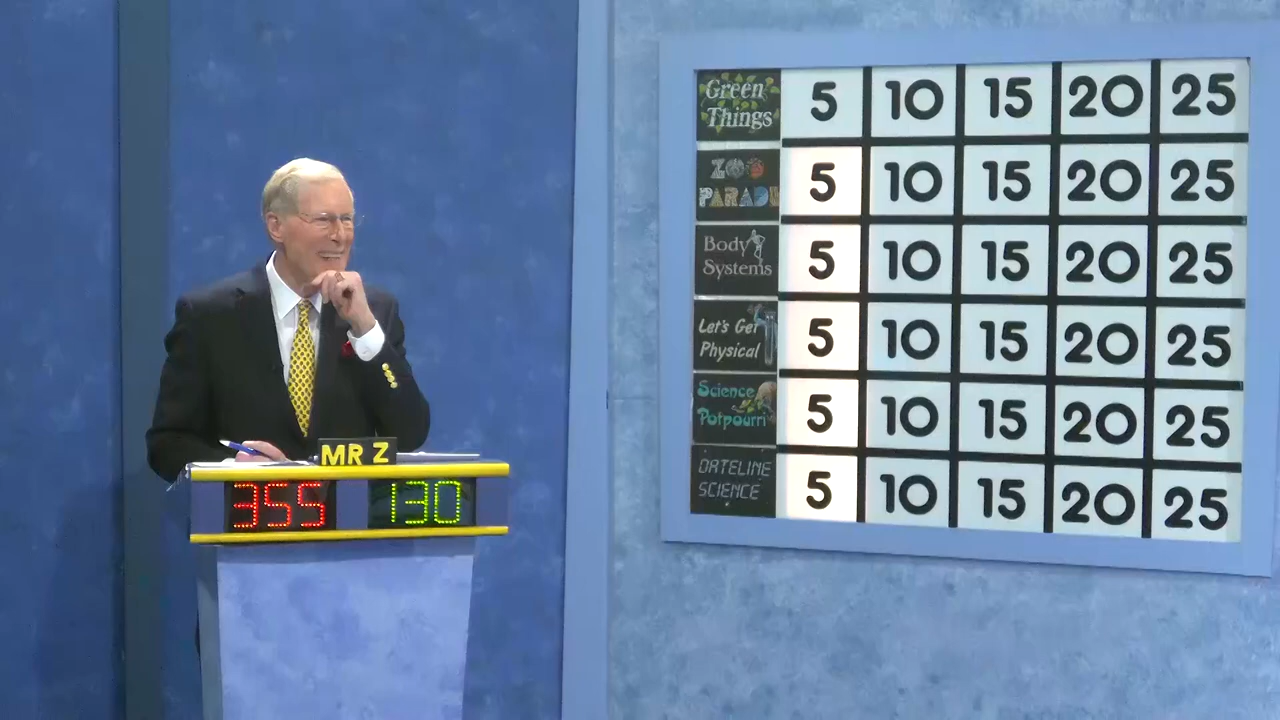 Green
Things
5 10 15 20 25
ZOO
PARADE
5 10 15 20 25
Body
Systems
5 10 15 20 25
Let's Get
Physical
5 10 15 20 25
Science
Potpourri
5 10 15 20 25
DATELINE
SCIENCE
5 10 15 20 25
MR Z
355 130